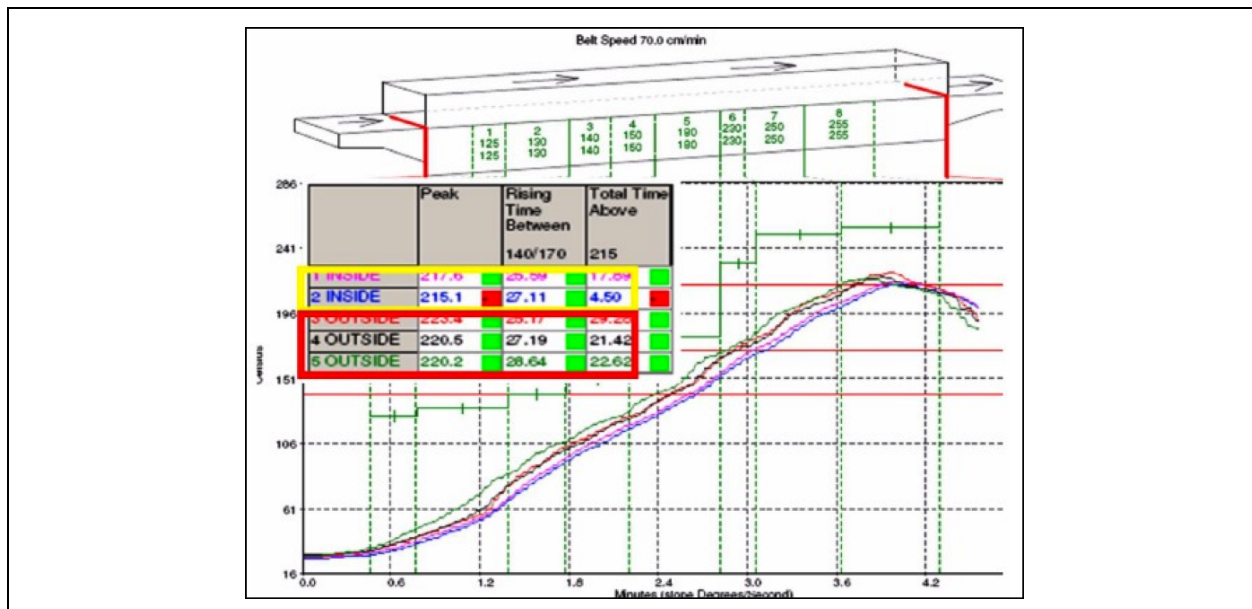 Belt Speed 70.0 cm/min
1 2 3 4 5 6 7 8
125 130 140 150 190 230 250 255
125 130 140 150 190 230 250 255
286
241
196
151
106
61
16
Celsius
Peak Rising Time Between 140/170 Total Time Above 215
1 INSIDE 217.6 25.59 17.89
2 INSIDE 215.1 27.11 4.50
3 OUTSIDE 223.4 29.23
4 OUTSIDE 220.5 27.19 21.42
5 OUTSIDE 220.2 28.64 22.62
0.0 0.6 1.2 1.8 2.4 3.0 3.6 4.2
Minutes (slope Degrees/Second)